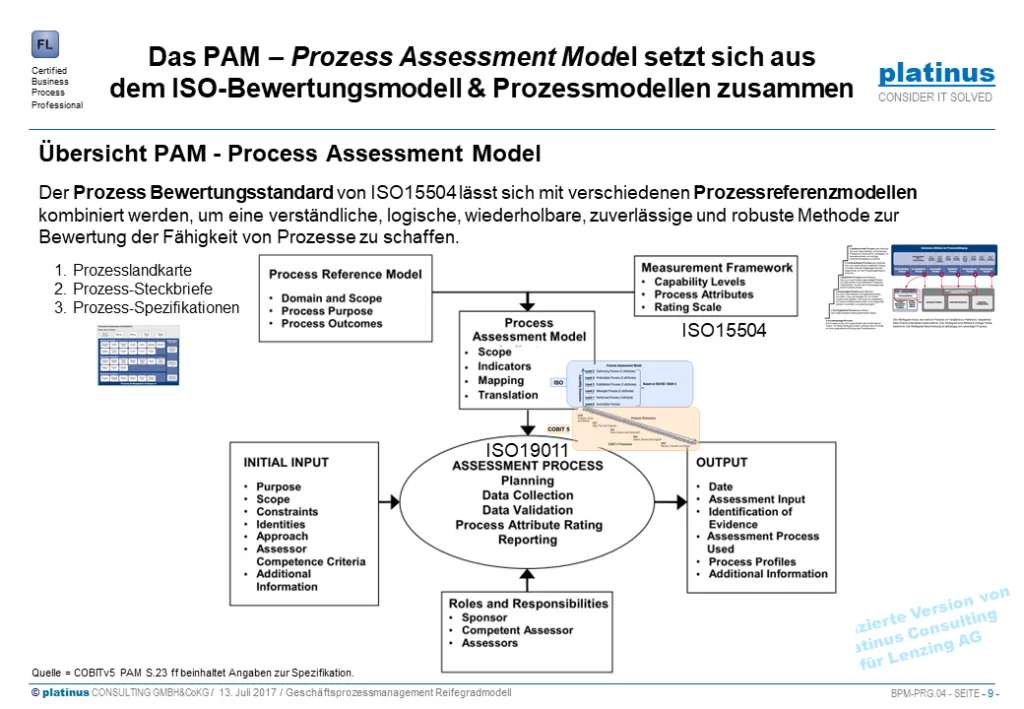 FL
Certified
Business
Process
Professional
Das PAM – Prozess Assessment Model setzt sich aus
dem ISO-Bewertungsmodell & Prozessmodellen zusammen
platinus
CONSIDER IT SOLVED
Übersicht PAM - Process Assessment Model
Der Prozess Bewertungsstandard von ISO15504 lässt sich mit verschiedenen Prozessreferenzmodellen
kombiniert werden, um eine verständliche, logische, wiederholbare, zuverlässige und robuste Methode zur
Bewertung der Fähigkeit von Prozesse zu schaffen.
1. Prozesslandkarte
2. Prozess-Steckbriefe
3. Prozess-Spezifikationen
Process Reference Model
• Domain and Scope
• Process Purpose
• Process Outcomes
Measurement Framework
• Capability Levels
• Process Attributes
• Rating Scale
ISO15504
Process
Assessment Model
• Scope
• Indicators
• Mapping
• Translation
ISO
Process Assessment Model
COBIT 5
INITIAL INPUT
• Purpose
• Scope
• Constraints
• Identities
• Approach
• Assessor
Competence Criteria
• Additional
Information
ISO19011
ASSESSMENT PROCESS
Planning
Data Collection
Data Validation
Process Attribute Rating
Reporting
OUTPUT
• Date
• Assessment Input
• Identification of
Evidence
• Assessment Process
Used
• Process Profiles
• Additional Information
Roles and Responsibilities
• Sponsor
• Competent Assessor
• Assessors
zierte Version von
atinus Consulting
für Lenzing AG
Quelle = COBITv5 PAM S.23 ff beinhaltet Angaben zur Spezifikation.
© platinus CONSULTING GMBH&CoKG / 13. Juli 2017 / Geschäftsprozessmanagement Reifegradmodell
BPM-PRG.04 - SEITE - 9 -